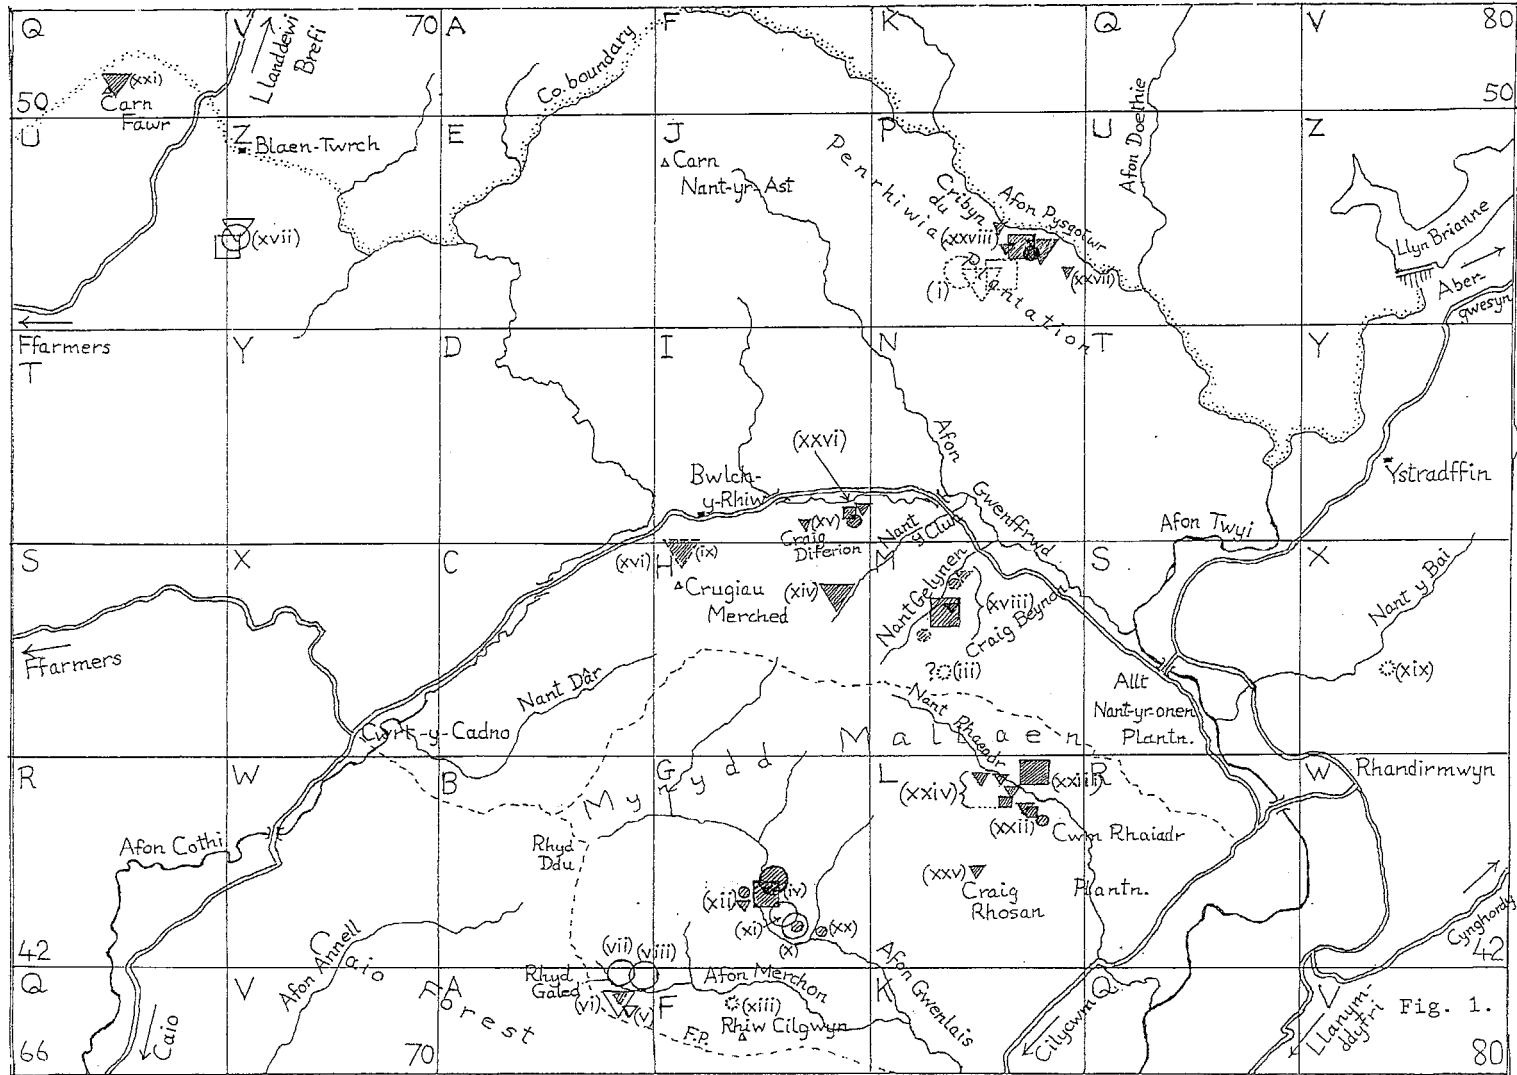 Q
V
70
A
F
K
Q
V
80
Llanddewi
Brefi
Co. boundary
(xxi)
Carn
Fawr
50
50
U
Z
Blaen-Twrch
E
J
P
U
Z
Afon Doethie
Carn
Nant-yr-Ast
Penrhiwia
Plantation
Cribyn
du
Afon Pysgotwr
(xxviii)
(xxvii)
(i)
(xvii)
Llyn Brianne
Aber-
gwesyn
Ffarmers
T
Y
D
I
N
T
Y
(xxvi)
Afon
Gwenffrwd
Bwlch-
y-Rhiw
(xv)
Craig
Diferion
Nant
y Clun
Afon Twyi
Ystradffin
S
X
C
(xvi)
H
(ix)
M
S
X
Crugiau
Merched
(xiv)
Nant Gelynen
(xviii)
Craig Beynon
Nant y Bai
Ffarmers
Nant Dâr
?
(iii)
(xix)
Allt
Nant-yr-onen
Plantn.
Cwrt-y-Cadno
Nant Rhaeadr
Mynydd Mallaen
R
W
B
G
L
R
W
Rhandirmwyn
(xxiv)
(xxiii)
(xxii)
Cwm Rhaiadr
Plantn.
Afon Cothi
Rhyd
Ddu
(xii)
(iv)
(xi)
(x)
(xx)
(xxv)
Craig
Rhosan
Cynghordy
42
42
Afon Annell
Caio
Forest
(vii)
(viii)
Rhyd
Galed
Afon Merchon
Afon Gwenlais
Q
V
A
F
K
Q
V
(vi)
(v)
(xiii)
Rhiw Cilgwyn
F.P.
Cilycwm
Llanym-
ddyfri
Fig. 1.
Caio
66
70
80